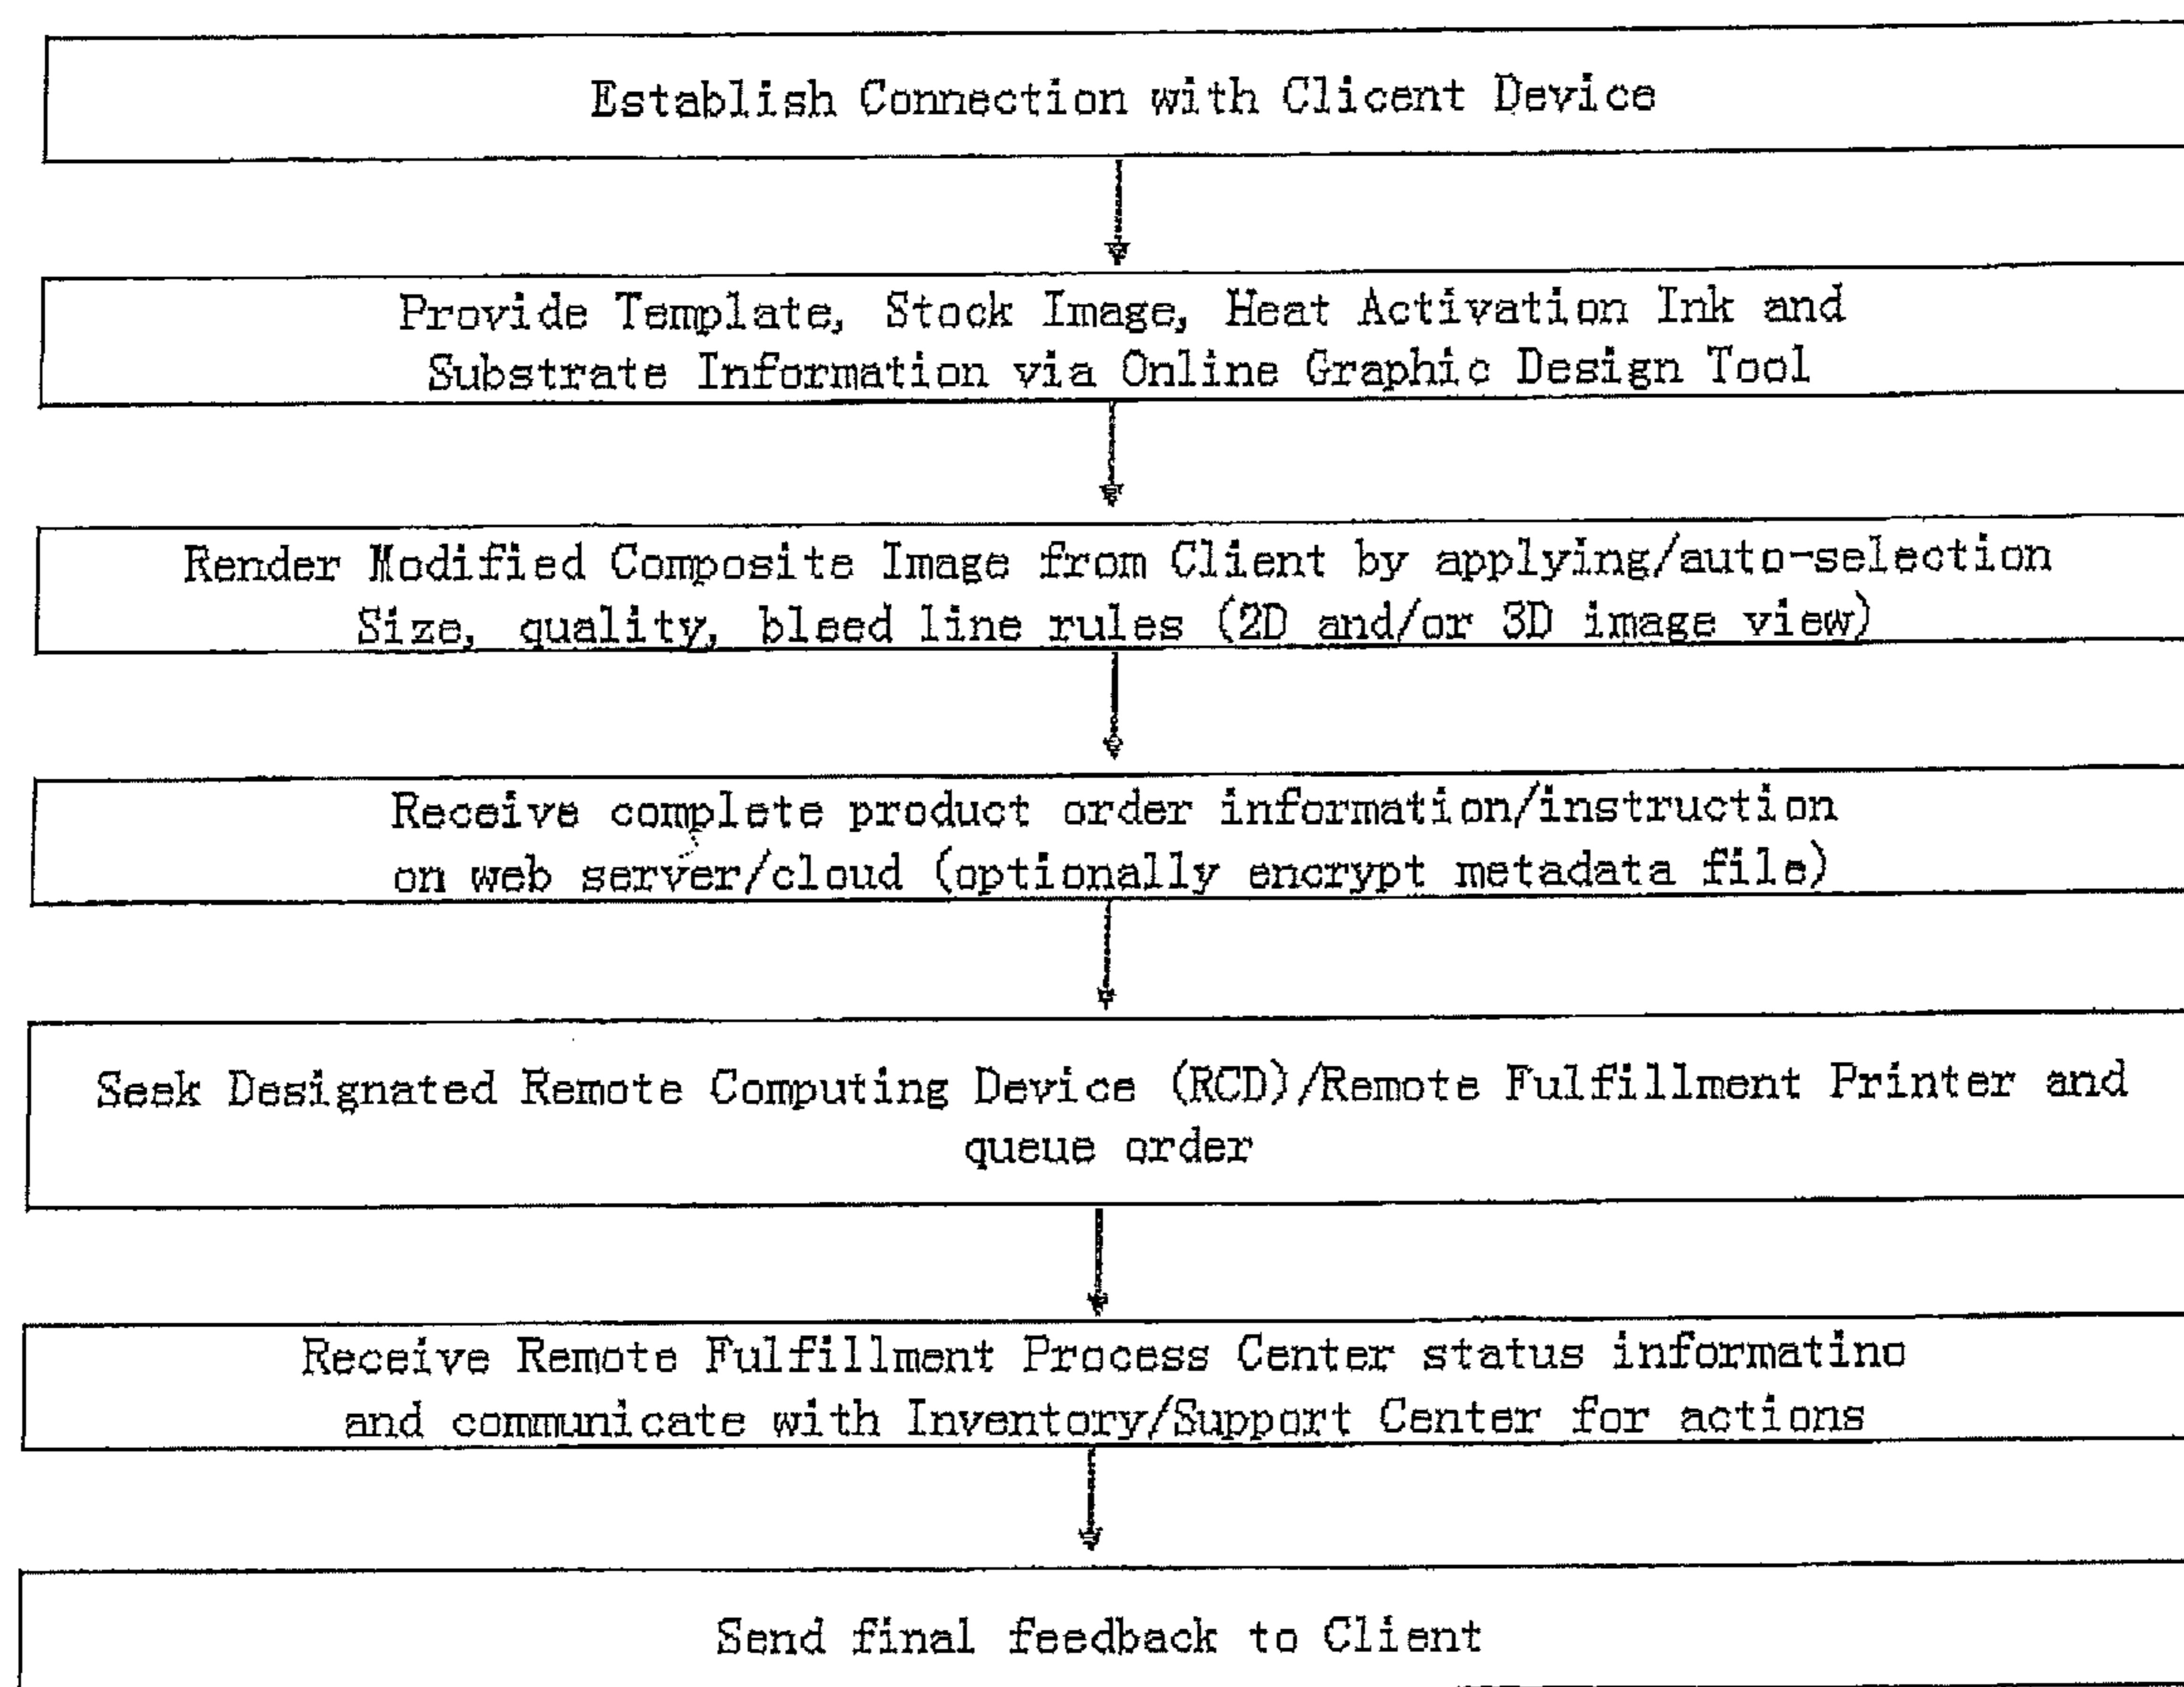 Establish Connection with Clicent Device
Provide Template, Stock Image, Heat Activation Ink and
Substrate Information via Online Graphic Design Tool
Render Modified Composite Image from Client by applying/auto-selection
Size, quality, bleed line rules (2D and/or 3D image view)
Receive complete product order information/instruction
on web server/cloud (optionally encrypt metadata file)
Seek Designated Remote Computing Device (RCD)/Remote Fulfillment Printer and
queue order
Receive Remote Fulfillment Process Center status informatino
and communicate with Inventory/Support Center for actions
Send final feedback to Client